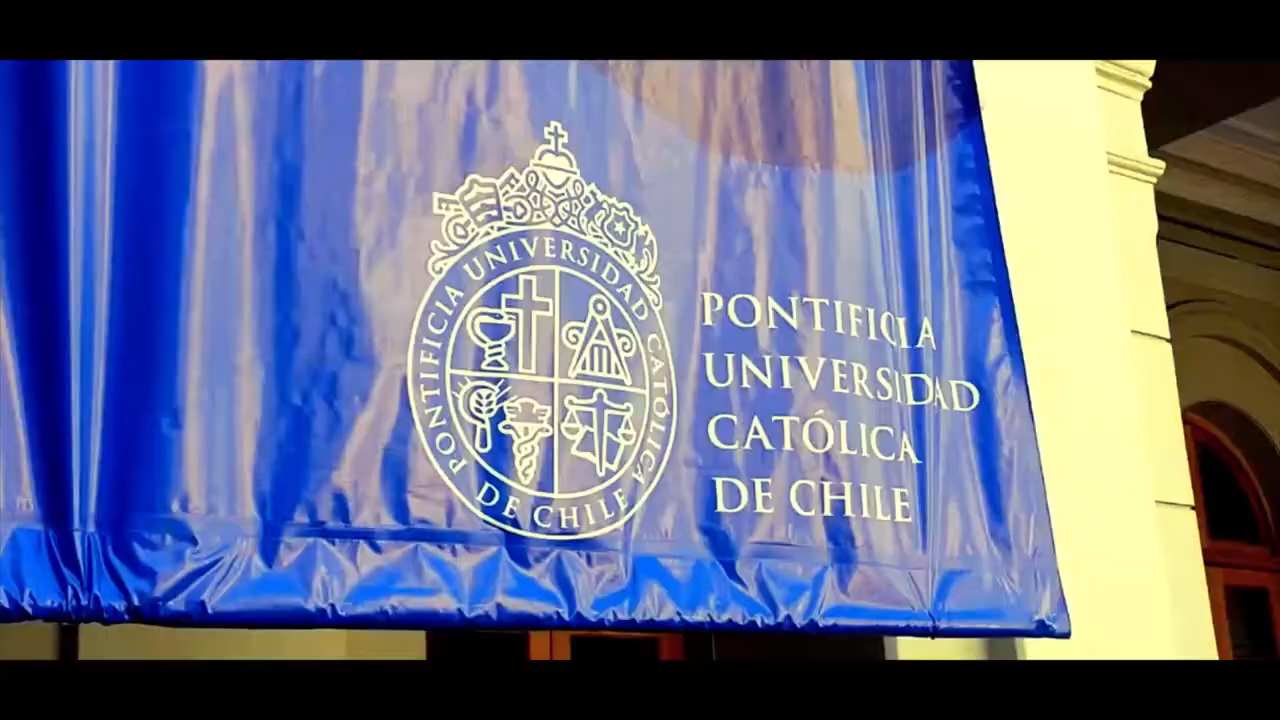 PONTIFICIA UNIVERSIDAD CATÓLICA DE CHILE
PONTIFICIA
UNIVERSIDAD
CATÓLICA
DE CHILE